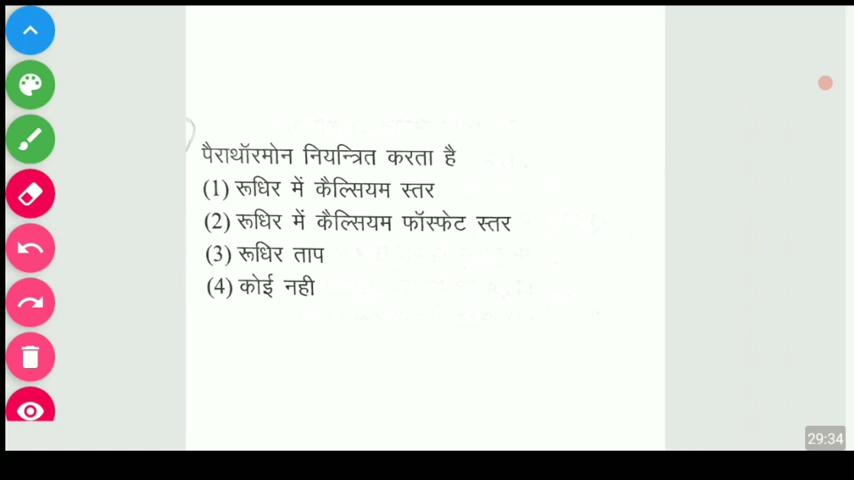 पैराथॉरमोन नियन्त्रित करता है
(1) रूधिर में कैल्सियम स्तर
(2) रूधिर में कैल्सियम फॉस्फेट स्तर
(3) रूधिर ताप
(4) कोई नही
29:34